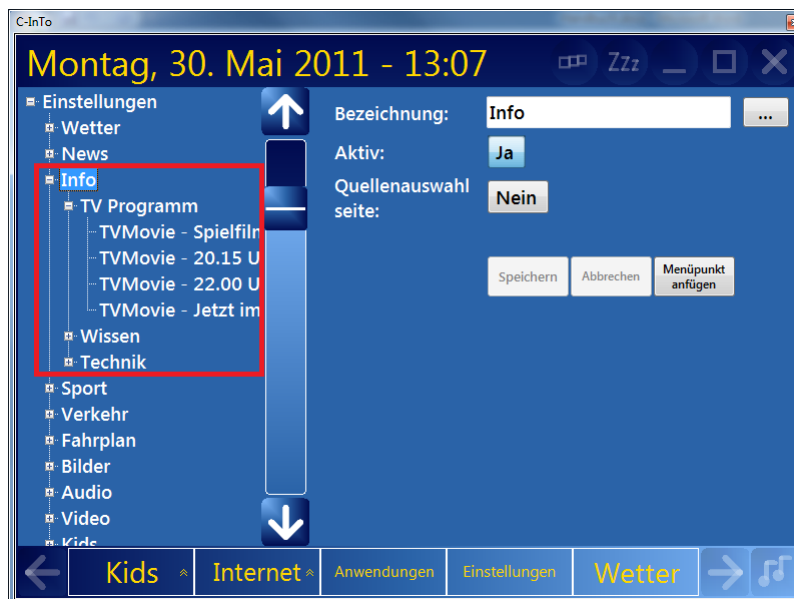 C-InTo
Montag, 30. Mai 2011 - 13:07
ZZz
Einstellungen
Wetter
News
Info
TV Programm
TVMovie - Spielfiln
TVMovie - 20.15 U
TVMovie - 22.00 U
TVMovie - Jetzt im
Wissen
Technik
Sport
Verkehr
Fahrplan
Bilder
Audio
Video
Kids
Bezeichnung: Info ...
Aktiv: Ja
Quellenauswahl
seite: Nein
Speichern Abbrechen Menüpunkt
anfügen
Kids Internet Anwendungen Einstellungen Wetter